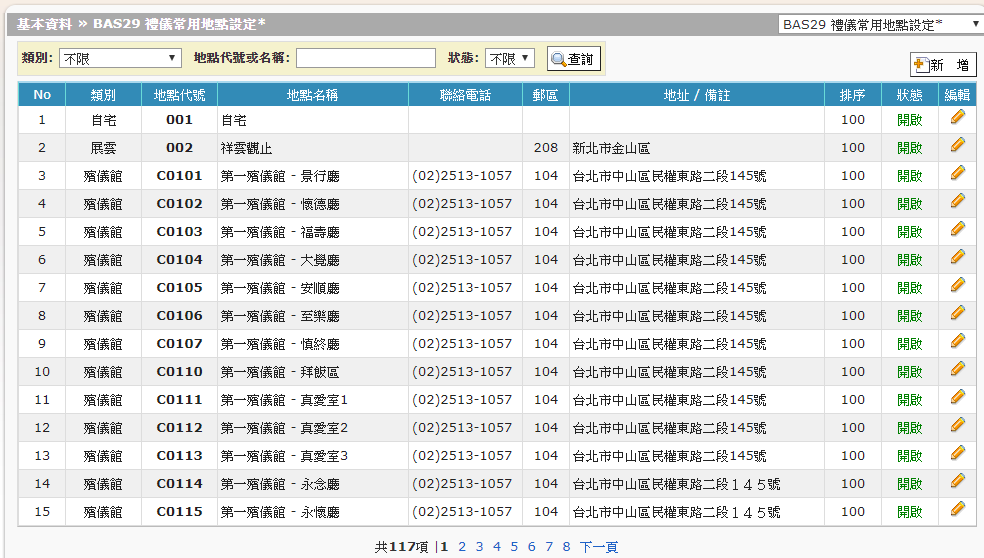 基本資料 » BAS29 禮儀常用地點設定* BAS29 禮儀常用地點設定*
類別: 不限 地點代號或名稱: 狀態: 不限 查詢 新 增
No 類別 地點代號 地點名稱 聯絡電話 郵區 地址 / 備註 排序 狀態 編輯
1 自宅 001 自宅 100 開啟
2 展雲 002 祥雲觀止 208 新北市金山區 100 開啟
3 殯儀館 C0101 第一殯儀館 - 景行廳 (02)2513-1057 104 台北市中山區民權東路二段145號 100 開啟
4 殯儀館 C0102 第一殯儀館 - 懷德廳 (02)2513-1057 104 台北市中山區民權東路二段145號 100 開啟
5 殯儀館 C0103 第一殯儀館 - 福壽廳 (02)2513-1057 104 台北市中山區民權東路二段145號 100 開啟
6 殯儀館 C0104 第一殯儀館 - 大覺廳 (02)2513-1057 104 台北市中山區民權東路二段145號 100 開啟
7 殯儀館 C0105 第一殯儀館 - 安順廳 (02)2513-1057 104 台北市中山區民權東路二段145號 100 開啟
8 殯儀館 C0106 第一殯儀館 - 至樂廳 (02)2513-1057 104 台北市中山區民權東路二段145號 100 開啟
9 殯儀館 C0107 第一殯儀館 - 慎終廳 (02)2513-1057 104 台北市中山區民權東路二段145號 100 開啟
10 殯儀館 C0110 第一殯儀館 - 拜飯區 (02)2513-1057 104 台北市中山區民權東路二段145號 100 開啟
11 殯儀館 C0111 第一殯儀館 - 真愛室1 (02)2513-1057 104 台北市中山區民權東路二段145號 100 開啟
12 殯儀館 C0112 第一殯儀館 - 真愛室2 (02)2513-1057 104 台北市中山區民權東路二段145號 100 開啟
13 殯儀館 C0113 第一殯儀館 - 真愛室3 (02)2513-1057 104 台北市中山區民權東路二段145號 100 開啟
14 殯儀館 C0114 第一殯儀館 - 永念廳 (02)2513-1057 104 台北市中山區民權東路二段１４５號 100 開啟
15 殯儀館 C0115 第一殯儀館 - 永懷廳 (02)2513-1057 104 台北市中山區民權東路二段１４５號 100 開啟
共117項 |1 2 3 4 5 6 7 8 下一頁